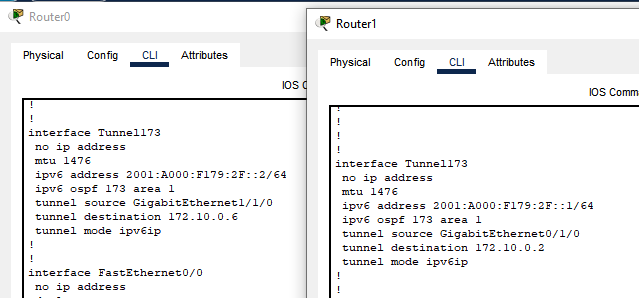 Router0
Physical Config CLI Attributes
IOS C
!
!
interface Tunnel173
no ip address
mtu 1476
ipv6 address 2001:A000:F179:2F::2/64
ipv6 ospf 173 area 1
tunnel source GigabitEthernet1/1/0
tunnel destination 172.10.0.6
tunnel mode ipv6ip
!
!
interface FastEthernet0/0
no ip address
Router1
Physical Config CLI Attributes
IOS Comma
!
!
!
!
interface Tunnel173
no ip address
mtu 1476
ipv6 address 2001:A000:F179:2F::1/64
ipv6 ospf 173 area 1
tunnel source GigabitEthernet0/1/0
tunnel destination 172.10.0.2
tunnel mode ipv6ip
!
!